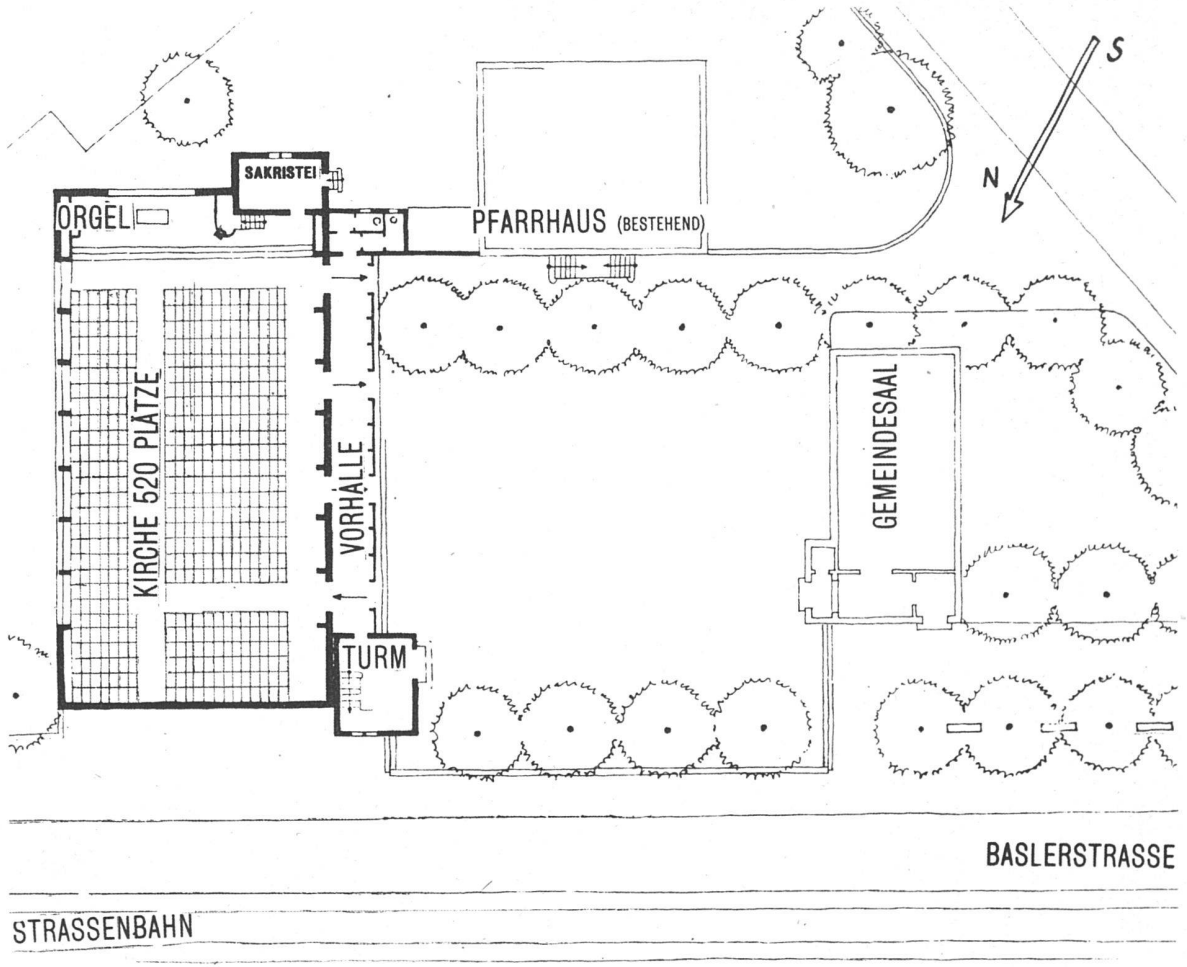 S
N
SAKRISTEI
ORGEL
PFARRHAUS (BESTEHEND)
KIRCHE 520 PLÄTZE
VORHALLE
GEMEINDESAAL
TURM
BASLERSTRASSE
STRASSENBAHN